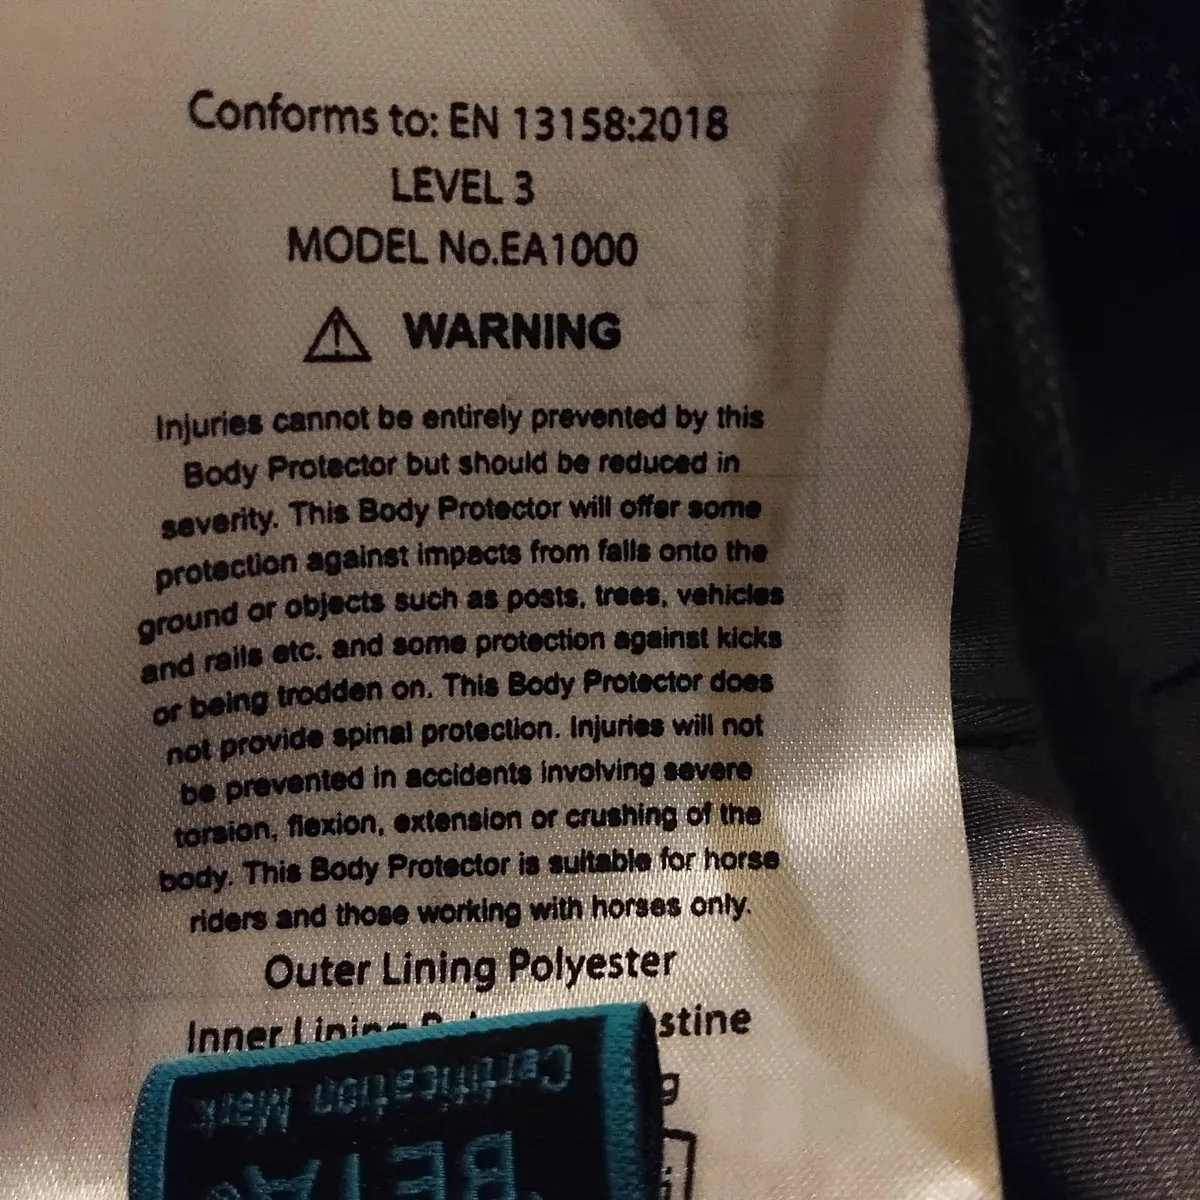 Conforms to: EN 13158:2018
LEVEL 3
MODEL No.EA1000
WARNING
Injuries cannot be entirely prevented by this
Body Protector but should be reduced in
severity. This Body Protector will offer some
protection against impacts from falls onto the
ground or objects such as posts, trees, vehicles
and rails etc. and some protection against kicks
or being trodden on. This Body Protector does
not provide spinal protection. Injuries will not
be prevented in accidents involving severe
torsion, flexion, extension or crushing of the
body. This Body Protector is suitable for horse
riders and those working with horses only.
Outer Lining Polyester
Inner Lining
BETA
Certification Mark